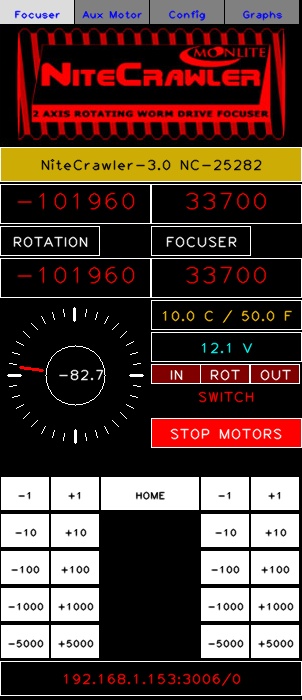 Focuser Aux Motor Config Graphs
MOONLITE
NITECRAWLER
2 AXIS ROTATING WORM DRIVE FOCUSER
NiteCrawler-3.0 NC-25282
-101960 33700
ROTATION FOCUSER
-101960 33700
10.0 C / 50.0 F
12.1 V
IN ROT OUT
SWITCH
-82.7
STOP MOTORS
-1 +1 HOME -1 +1
-10 +10 -10 +10
-100 +100 -100 +100
-1000 +1000 -1000 +1000
-5000 +5000 -5000 +5000
192.168.1.153:3006/0